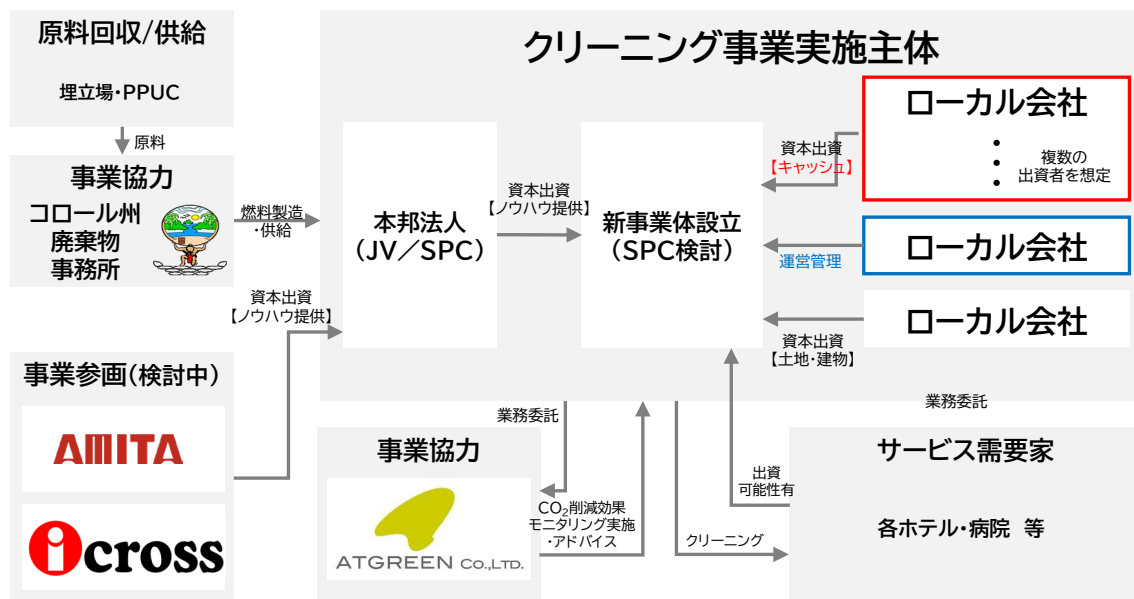 原料回収/供給
埋立場・PPUC
原料
事業協力
コロール州
廃棄物
事務所
燃料製造
・供給
資本出資
【ノウハウ提供】
事業参画(検討中)
AMITA
icross
クリーニング事業実施主体
本邦法人
(JV/SPC)
資本出資
【ノウハウ提供】
新事業体設立
(SPC検討)
資本出資
【キャッシュ】
ローカル会社
複数の
出資者を想定
運営管理
ローカル会社
資本出資
【土地・建物】
ローカル会社
業務委託
事業協力
ATGREEN Co.,LTD.
CO₂削減効果
モニタリング実施
・アドバイス
クリーニング
出資
可能性有
業務委託
サービス需要家
各ホテル・病院 等